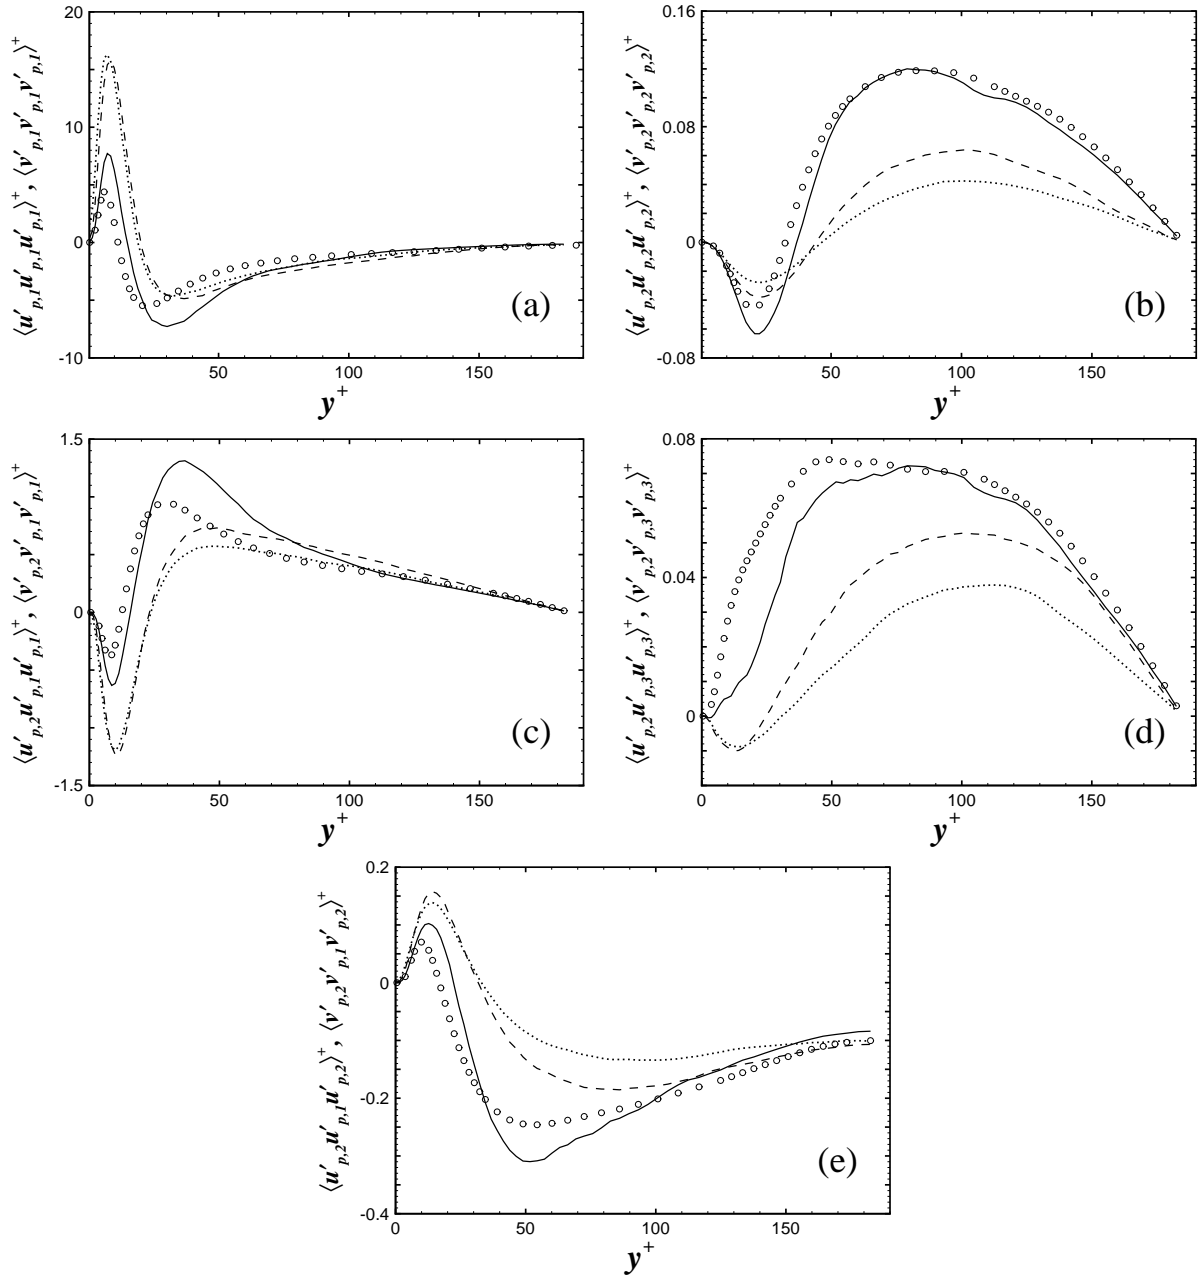 ⟨u′p,1u′p,1u′p,1⟩+, ⟨v′p,1v′p,1v′p,1⟩+
20
10
0
-10
50
100
150
y+
(a)
⟨u′p,2u′p,2u′p,2⟩+, ⟨v′p,2v′p,2v′p,2⟩+
0.16
0.08
0
-0.08
0
50
100
150
y+
(b)
⟨u′p,2u′p,1u′p,1⟩+, ⟨v′p,2v′p,1v′p,1⟩+
1.5
0
-1.5
0
50
100
150
y+
(c)
⟨u′p,2u′p,3u′p,3⟩+, ⟨v′p,2v′p,3v′p,3⟩+
0.08
0.04
0
0
50
100
150
y+
(d)
⟨u′p,2u′p,1u′p,2⟩+, ⟨v′p,2v′p,1v′p,2⟩+
0.2
0
-0.2
-0.4
0
50
100
150
y+
(e)